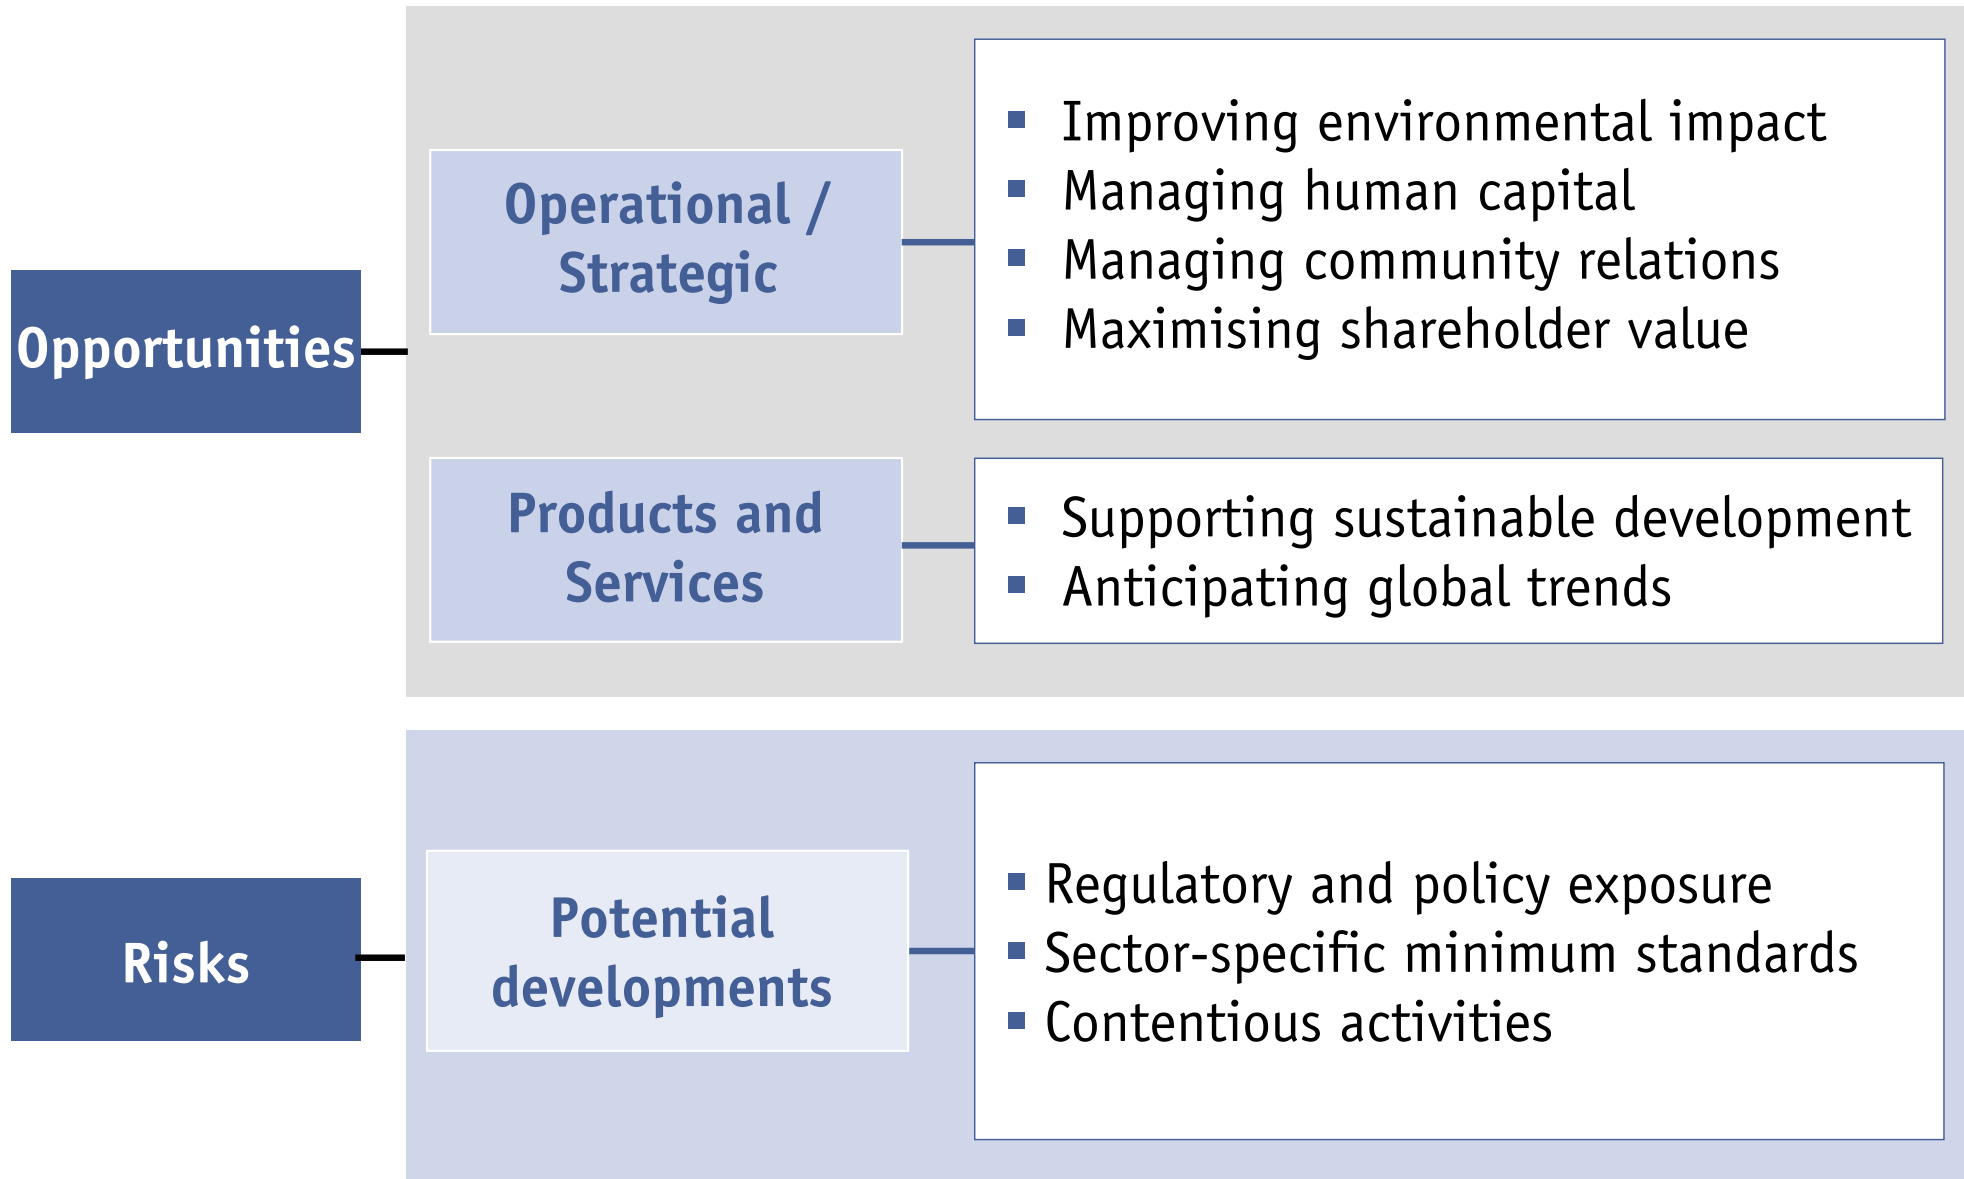 Opportunities
Operational /
Strategic
▪ Improving environmental impact
▪ Managing human capital
▪ Managing community relations
▪ Maximising shareholder value
Products and
Services
▪ Supporting sustainable development
▪ Anticipating global trends
Risks
Potential
developments
▪ Regulatory and policy exposure
▪ Sector-specific minimum standards
▪ Contentious activities